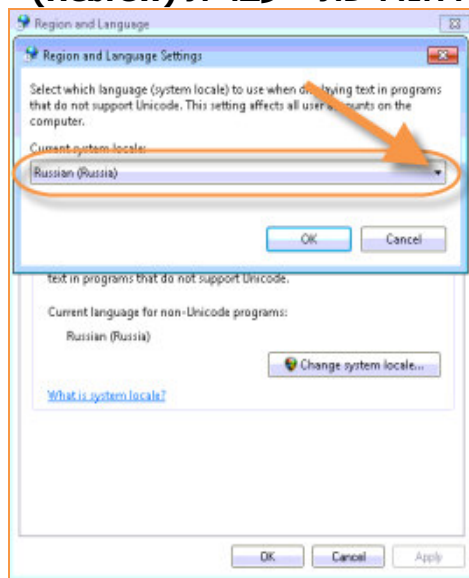 עברית (Hebrew)
Region and Language
Region and Language Settings
Select which language (system locale) to use when displaying text in programs
that do not support Unicode. This setting affects all user accounts on the
computer.
Current system locale:
Russian (Russia)
OK Cancel
text in programs that do not support Unicode.
Current language for non-Unicode programs:
Russian (Russia)
Change system locale...
What is system locale?
OK Cancel Apply